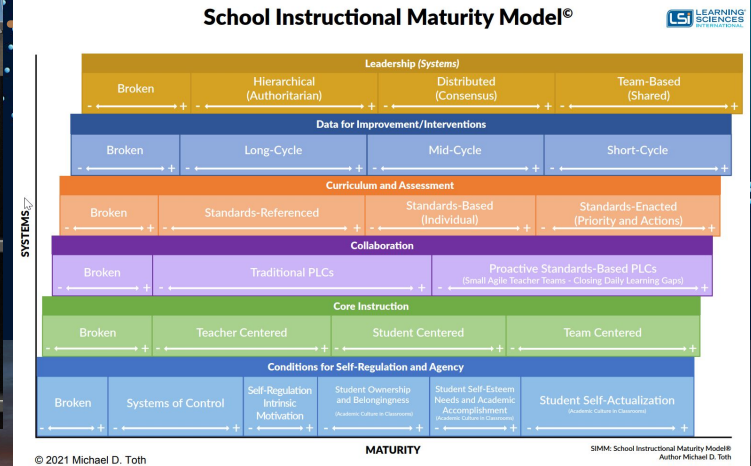 School Instructional Maturity Model©
LSi LEARNING SCIENCES INTERNATIONAL
Leadership (Systems)
Broken
Hierarchical
(Authoritarian)
Distributed
(Consensus)
Team-Based
(Shared)
- + - + - + - +
Data for Improvement/Interventions
Broken
Long-Cycle
Mid-Cycle
Short-Cycle
- + - + - + - +
Curriculum and Assessment
Broken
Standards-Referenced
Standards-Based
(Individual)
Standards-Enacted
(Priority and Actions)
- + - + - + - +
Collaboration
Broken
Traditional PLCs
Proactive Standards-Based PLCs
(Small Agile Teacher Teams - Closing Daily Learning Gaps)
- + - + - +
Core Instruction
Broken
Teacher Centered
Student Centered
Team Centered
- + - + - + - +
Conditions for Self-Regulation and Agency
Broken
Systems of Control
Self-Regulation
Intrinsic
Motivation
Student Ownership
and Belongingness
(Academic Culture in Classrooms)
Student Self-Esteem
Needs and Academic
Accomplishment
(Academic Culture in Classrooms)
Student Self-Actualization
(Academic Culture in Classrooms)
- + - + - + - + - + - +
SYSTEMS
MATURITY
© 2021 Michael D. Toth
SIMM: School Instructional Maturity Model®
Author Michael D. Toth